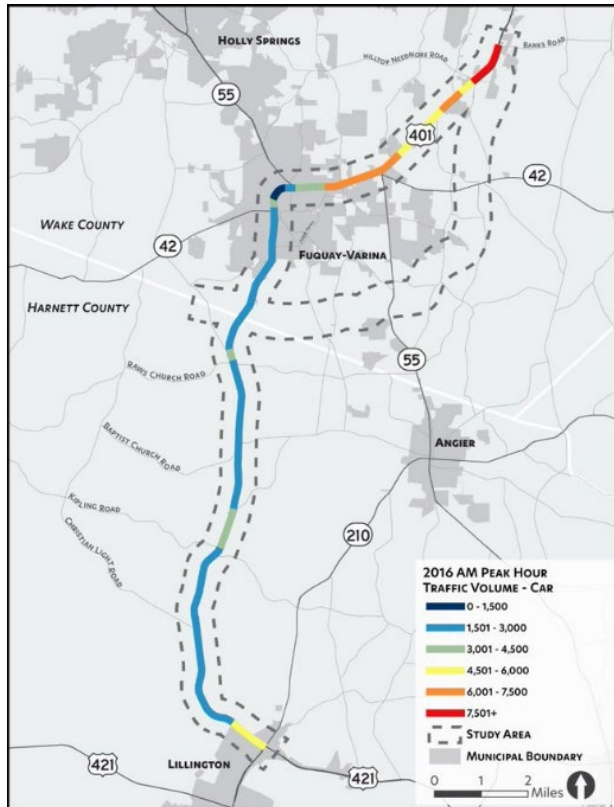 HOLLY SPRINGS
HILLTOP NEEDMORE ROAD
BANKS ROAD
55
401
42
WAKE COUNTY
42
FUQUAY-VARINA
HARNETT COUNTY
RAWS CHURCH ROAD
55
ANGIER
BAPTIST CHURCH ROAD
KIPLING ROAD
CHRISTIAN LIGHT ROAD
210
2016 AM PEAK HOUR
TRAFFIC VOLUME - CAR
0 - 1,500
1,501 - 3,000
3,001 - 4,500
4,501 - 6,000
6,001 - 7,500
7,501+
STUDY AREA
MUNICIPAL BOUNDARY
0 1 2
MILES
421
LILLINGTON
421